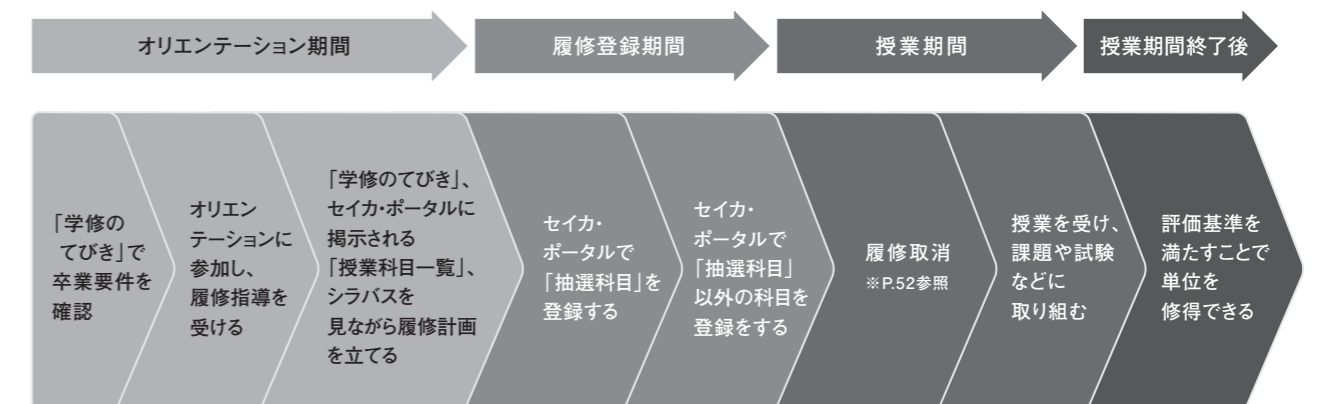 オリエンテーション期間
履修登録期間
授業期間
授業期間終了後
「学修の
てびき」で
卒業要件を
確認
オリエン
テーションに
参加し、
履修指導を
受ける
「学修のてびき」、
セイカ・ポータルに
掲示される
「授業科目一覧」、
シラバスを
見ながら履修計画
を立てる
セイカ・
ポータルで
「抽選科目」を
登録する
セイカ・
ポータルで
「抽選科目」
以外の科目を
登録をする
履修取消
※P.52参照
授業を受け、
課題や試験
などに
取り組む
評価基準を
満たすことで
単位を
修得できる